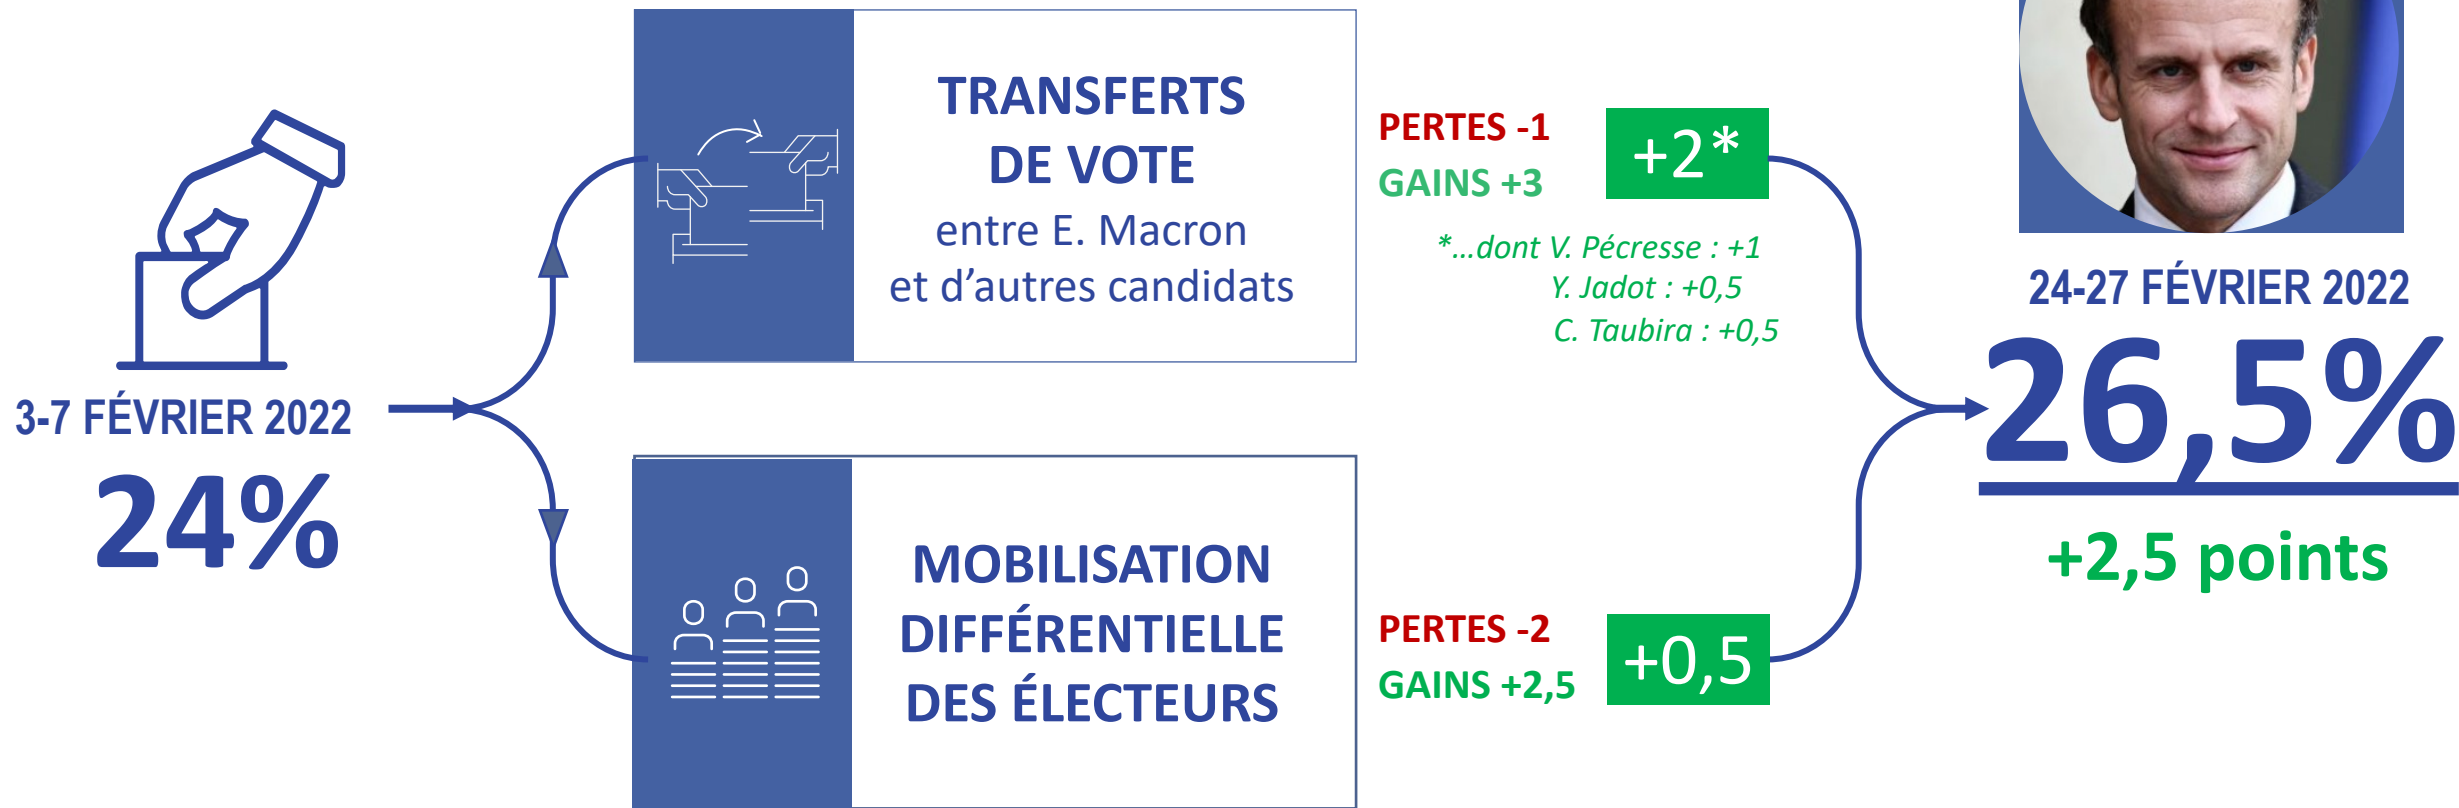 3-7 FÉVRIER 2022
24%
TRANSFERTS
DE VOTE
entre E. Macron
et d’autres candidats
PERTES -1
GAINS +3
+2*
*…dont V. Pécresse : +1
Y. Jadot : +0,5
C. Taubira : +0,5
MOBILISATION
DIFFÉRENTIELLE
DES ÉLECTEURS
PERTES -2
GAINS +2,5
+0,5
24-27 FÉVRIER 2022
26,5%
+2,5 points